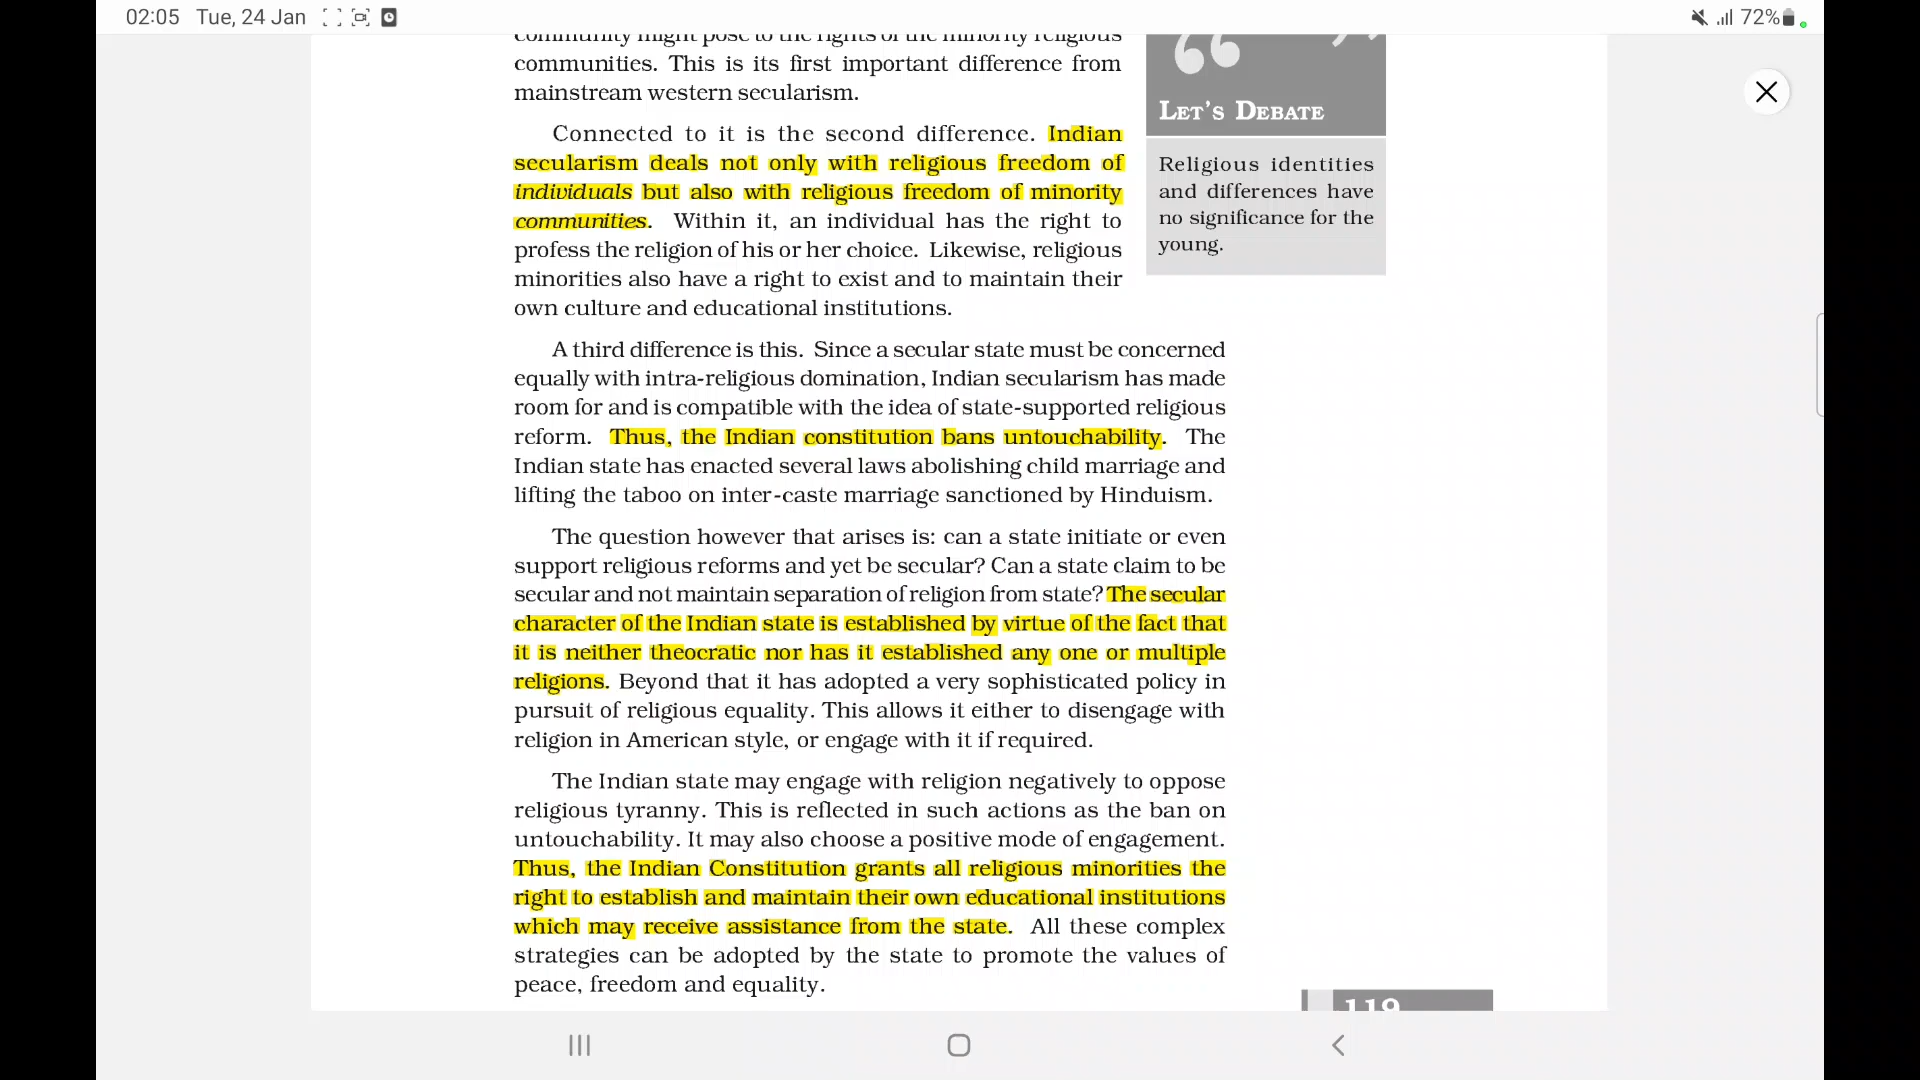 02:05 Tue, 24 Jan
72%
community might pose to the rights of the minority religious
communities. This is its first important difference from
mainstream western secularism.
Connected to it is the second difference. Indian
secularism deals not only with religious freedom of
individuals but also with religious freedom of minority
communities. Within it, an individual has the right to
profess the religion of his or her choice. Likewise, religious
minorities also have a right to exist and to maintain their
own culture and educational institutions.
LET'S DEBATE
Religious identities
and differences have
no significance for the
young.
A third difference is this. Since a secular state must be concerned
equally with intra-religious domination, Indian secularism has made
room for and is compatible with the idea of state-supported religious
reform. Thus, the Indian constitution bans untouchability. The
Indian state has enacted several laws abolishing child marriage and
lifting the taboo on inter-caste marriage sanctioned by Hinduism.
The question however that arises is: can a state initiate or even
support religious reforms and yet be secular? Can a state claim to be
secular and not maintain separation of religion from state? The secular
character of the Indian state is established by virtue of the fact that
it is neither theocratic nor has it established any one or multiple
religions. Beyond that it has adopted a very sophisticated policy in
pursuit of religious equality. This allows it either to disengage with
religion in American style, or engage with it if required.
The Indian state may engage with religion negatively to oppose
religious tyranny. This is reflected in such actions as the ban on
untouchability. It may also choose a positive mode of engagement.
Thus, the Indian Constitution grants all religious minorities the
right to establish and maintain their own educational institutions
which may receive assistance from the state. All these complex
strategies can be adopted by the state to promote the values of
peace, freedom and equality.
119